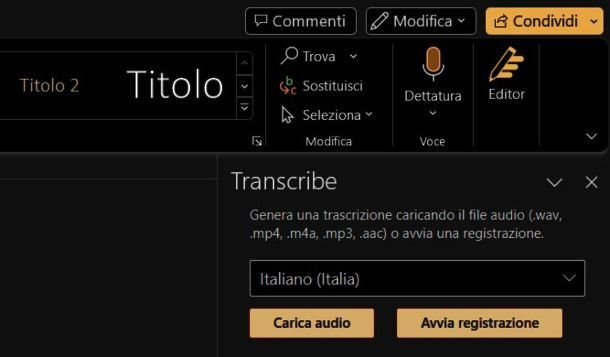 Commenti
Modifica
Condividi
Titolo 2
Titolo
Trova
Sostituisci
Seleziona
Modifica
Dettatura
Voce
Editor
Transcribe
Genera una trascrizione caricando il file audio (.wav,
.mp4, .m4a, .mp3, .aac) o avvia una registrazione.
Italiano (Italia)
Carica audio
Avvia registrazione